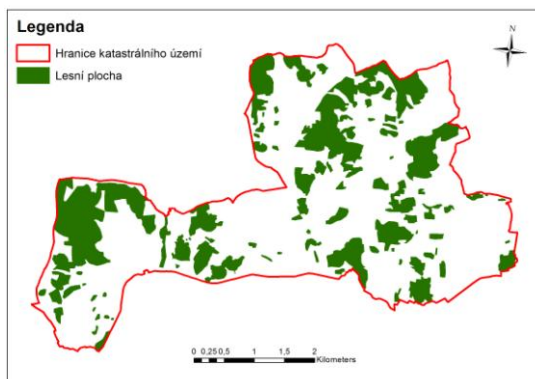 Legenda
Hranice katastrálního území
Lesní plocha
N
0 0,25 0,5 1 1,5 2
Kilometers